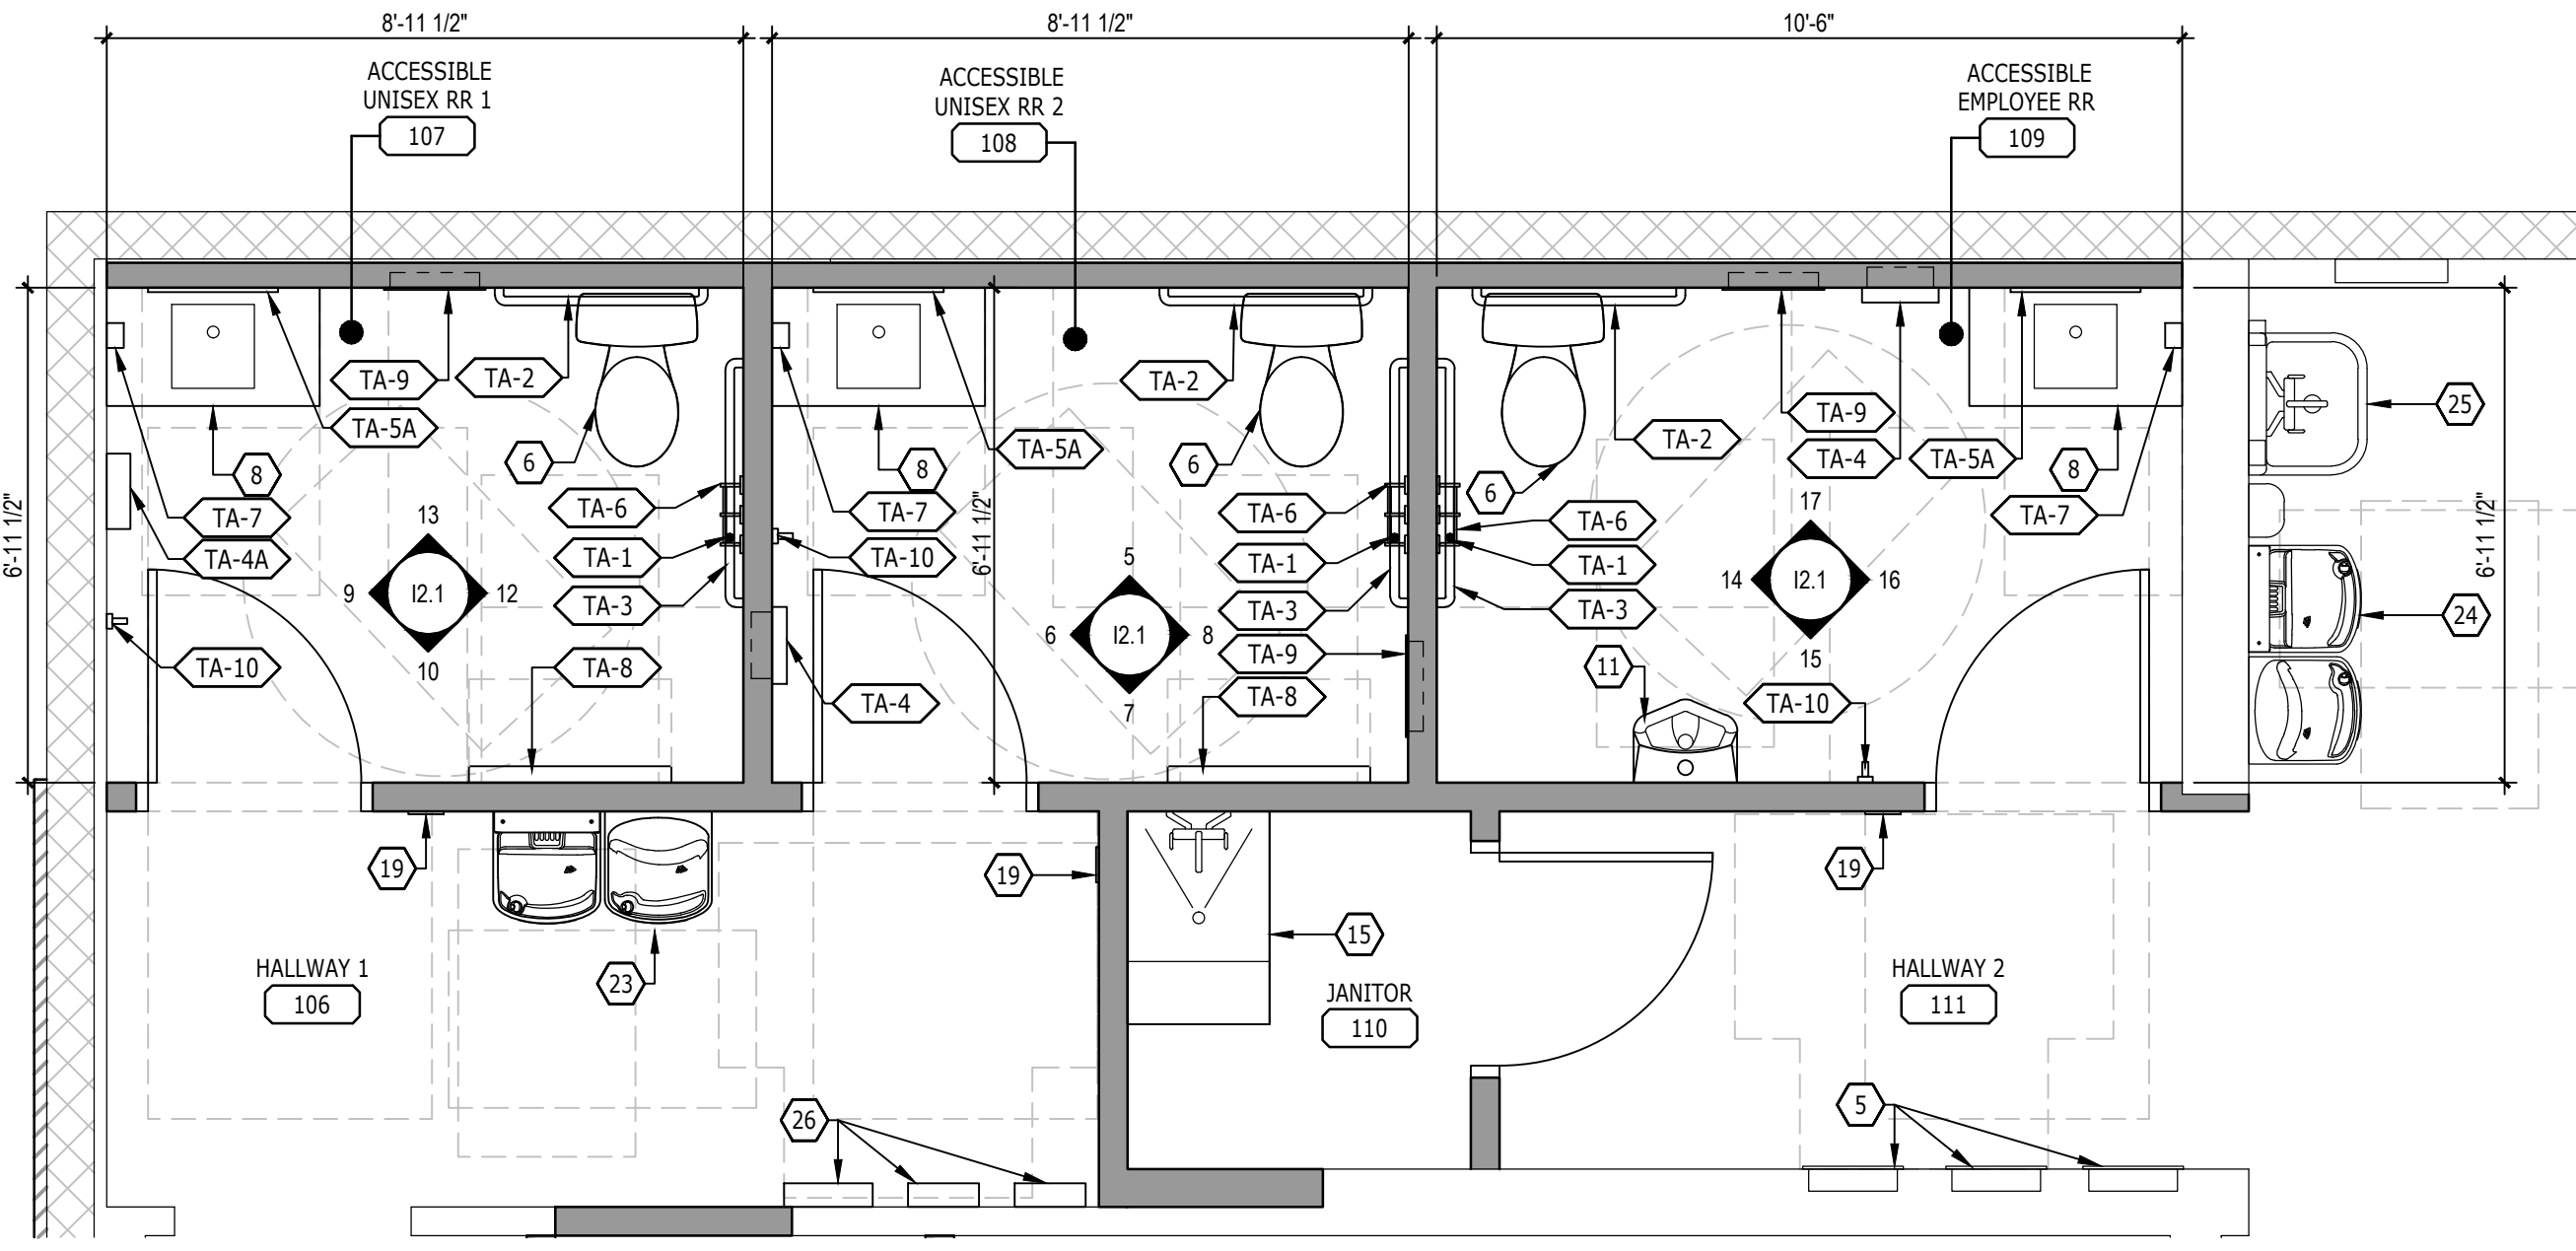 8'-11 1/2"
8'-11 1/2"
10'-6"
ACCESSIBLE
UNISEX RR 1
107
ACCESSIBLE
UNISEX RR 2
108
ACCESSIBLE
EMPLOYEE RR
109
6'-11 1/2"
TA-9
TA-2
TA-5A
8
6
TA-7
TA-6
TA-4A
TA-1
TA-3
13
9
I2.1
12
10
TA-10
TA-8
TA-2
TA-5A
8
6
TA-7
TA-6
TA-10
6'-11 1/2"
TA-1
TA-3
5
6
I2.1
8
7
TA-9
TA-8
TA-4
TA-9
TA-2
TA-4
TA-5A
8
6
TA-7
TA-6
TA-1
TA-3
17
14
I2.1
16
15
11
TA-10
25
24
6'-11 1/2"
19
19
19
23
15
HALLWAY 1
106
JANITOR
110
HALLWAY 2
111
26
5